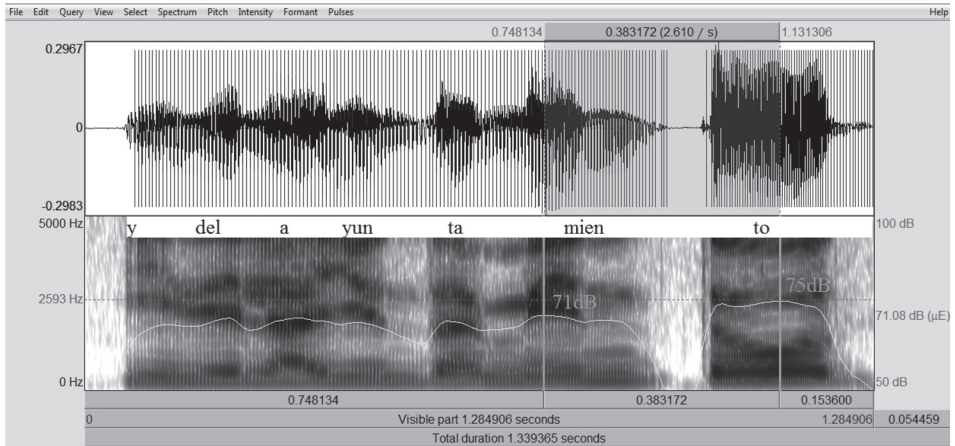 File Edit Query View Select Spectrum Pitch Intensity Formant Pulses Help
0.748134 0.383172 (2.610 / s) 1.131306
0.2967
0
-0.2983
5000 Hz y del a yun ta mien to 100 dB
2593 Hz 71dB 75dB
71.08 dB (µE)
0 Hz 50 dB
0.748134 0.383172 0.153600
0 Visible part 1.284906 seconds 1.284906 0.054459
Total duration 1.339365 seconds